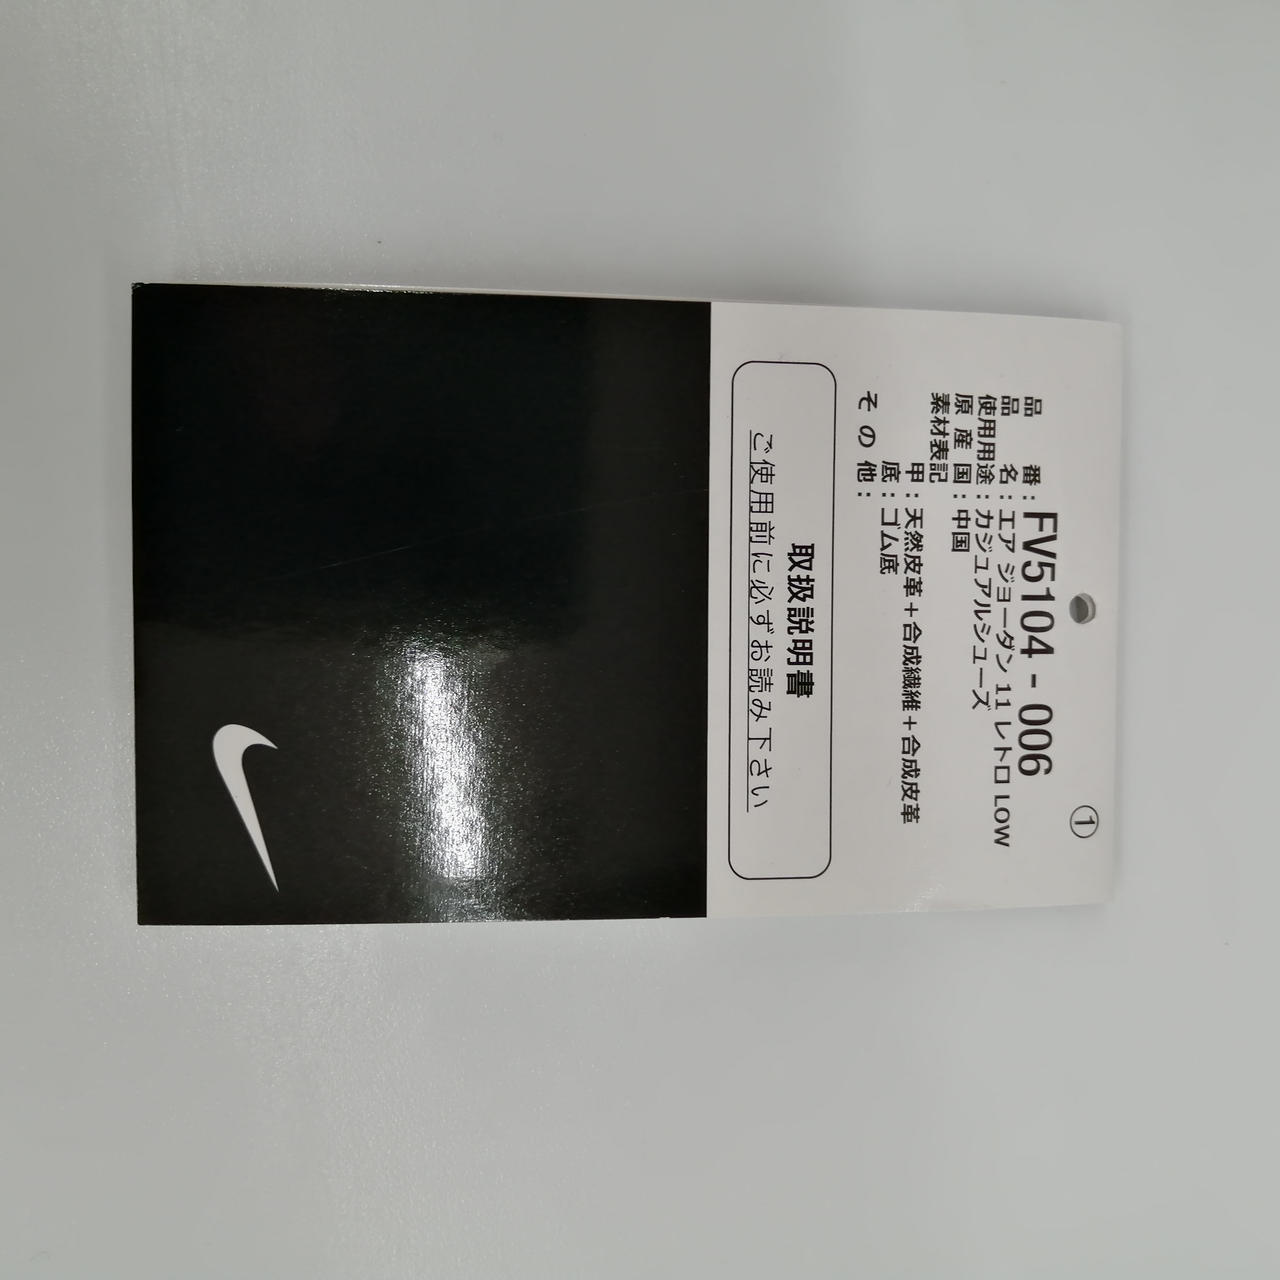 ①
品番：FV5104-006
品名：エア ジョーダン 11 レトロ LOW
使用用途：カジュアルシューズ
原産国：中国
素材表記
甲：天然皮革＋合成繊維＋合成皮革
底：ゴム底
その他：
取扱説明書
ご使用前に必ずお読み下さい